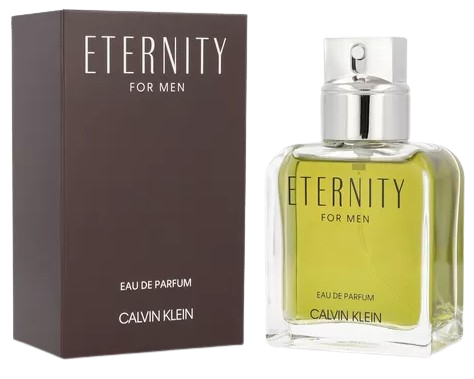 ETERNITY
FOR MEN
EAU DE PARFUM
CALVIN KLEIN
ETERNITY
FOR MEN
EAU DE PARFUM
CALVIN KLEIN